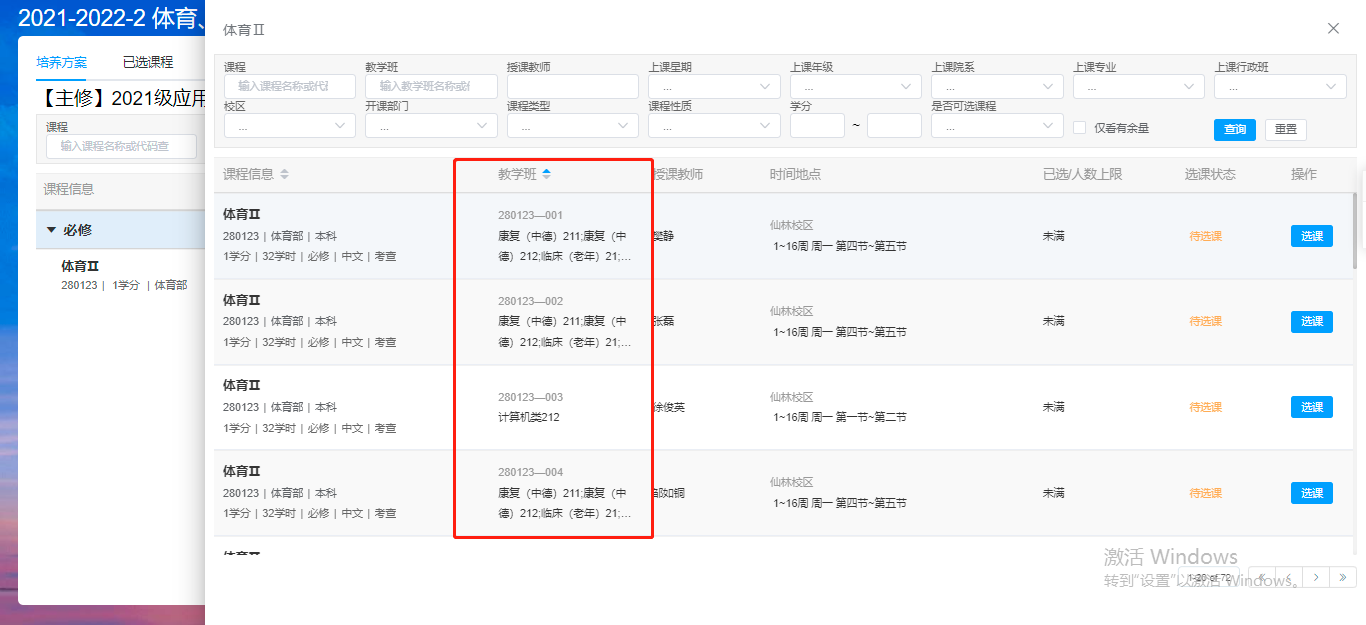 2021-2022-2 体育、
培养方案 已选课程
【主修】2021级应用
课程
输入课程名称或代码查
课程信息
必修
体育Ⅱ
280123 | 1学分 | 体育部
体育Ⅱ
课程 教学班 授课教师 上课星期 上课年级 上课院系 上课专业 上课行政班
输入课程名称或代 输入教学班名称或 ... ... ... ... ...
校区 开课部门 课程类型 课程性质 学分 是否可选课程
... ... ... ... ~ ... 仅看有余量 查询 重置
课程信息 教学班 授课教师 时间地点 已选/人数上限 选课状态 操作
体育Ⅱ
280123 | 体育部 | 本科
1学分 | 32学时 | 必修 | 中文 | 考查
280123—001
康复（中德）211;康复（中
德）212;临床（老年）21;...
樊静
仙林校区
1~16周 周一 第四节~第五节
未满
待选课
选课
体育Ⅱ
280123 | 体育部 | 本科
1学分 | 32学时 | 必修 | 中文 | 考查
280123—002
康复（中德）211;康复（中
德）212;临床（老年）21;...
张磊
仙林校区
1~16周 周一 第四节~第五节
未满
待选课
选课
体育Ⅱ
280123 | 体育部 | 本科
1学分 | 32学时 | 必修 | 中文 | 考查
280123—003
计算机类212
徐俊英
仙林校区
1~16周 周一 第一节~第二节
未满
待选课
选课
体育Ⅱ
280123 | 体育部 | 本科
1学分 | 32学时 | 必修 | 中文 | 考查
280123—004
康复（中德）211;康复（中
德）212;临床（老年）21;...
如铜
仙林校区
1~16周 周一 第四节~第五节
未满
待选课
选课
体育Ⅱ
激活 Windows
转到"设置"以激活 Windows。
1-20 of 72